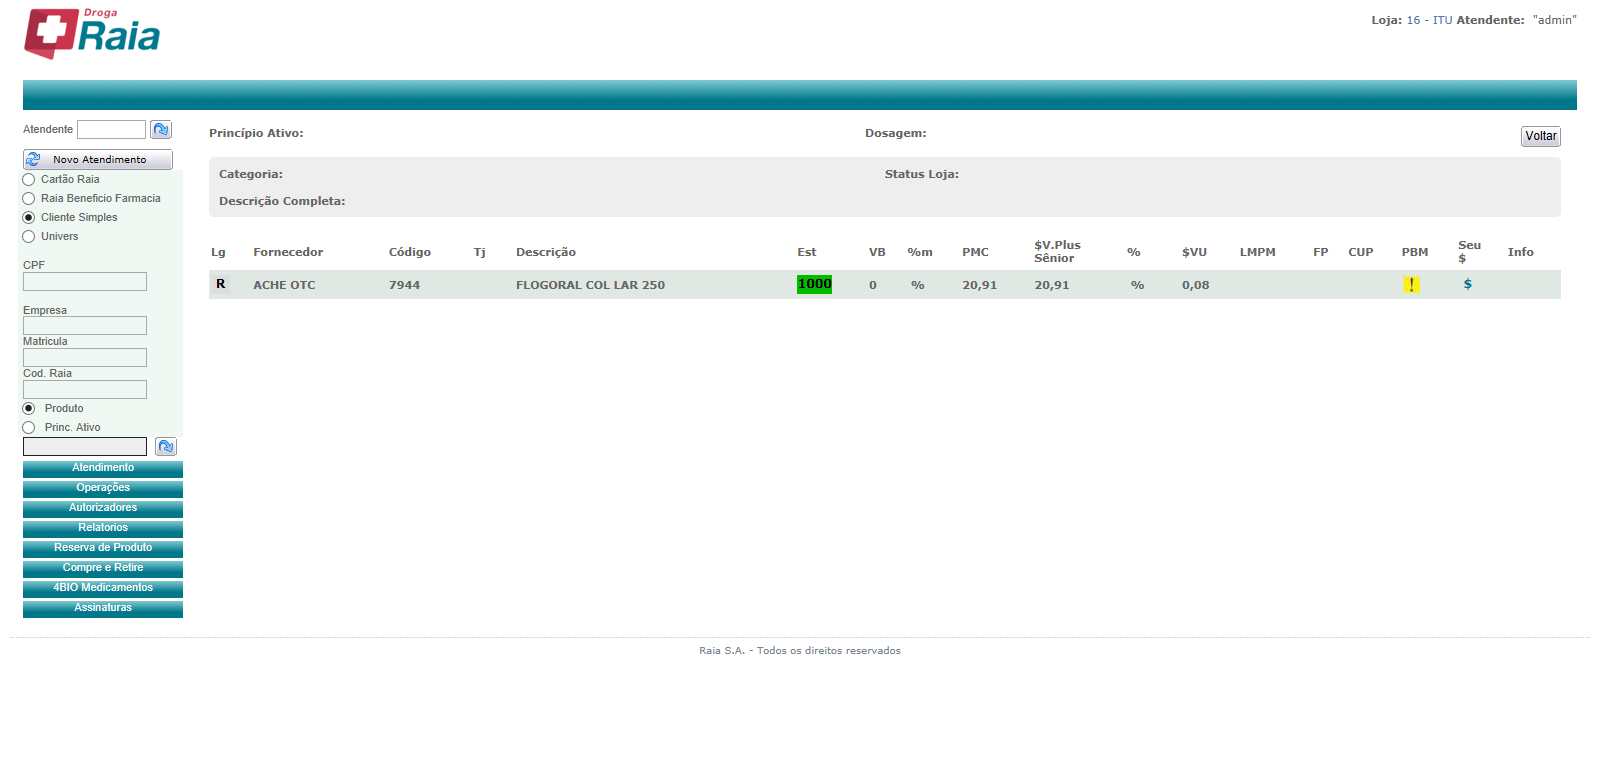 Droga
Raia
Loja: 16 - ITU Atendente: "admin"
Atendente
Novo Atendimento
Cartão Raia
Raia Beneficio Farmacia
Cliente Simples
Univers
CPF
Empresa
Matricula
Cod. Raia
Produto
Princ. Ativo
Atendimento
Operações
Autorizadores
Relatorios
Reserva de Produto
Compre e Retire
4BIO Medicamentos
Assinaturas
Princípio Ativo: Dosagem: Voltar
Categoria: Status Loja:
Descrição Completa:
Lg Fornecedor Código Tj Descrição Est VB %m PMC $V.Plus Sênior % $VU LMPM FP CUP PBM Seu $ Info
R ACHE OTC 7944 FLOGORAL COL LAR 250 1000 0 % 20,91 20,91 % 0,08 ! $
Raia S.A. - Todos os direitos reservados